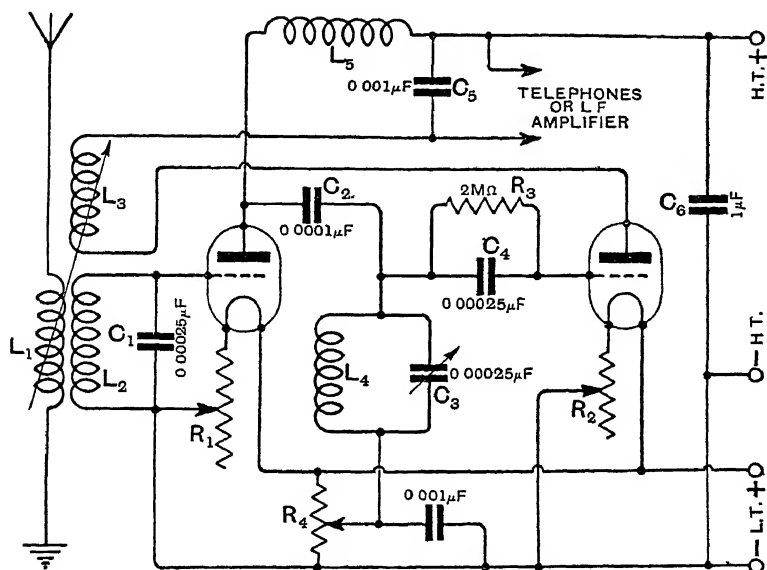 L5
0·001μF
C5
TELEPHONES
OR L F
AMPLIFIER
H.T.+
L3
C2
0·0001μF
2MΩ
R3
C4
0·00025μF
C6
1μF
L1
L2
C1
0·00025μF
R1
L4
C3
0·00025μF
R2
— H.T.
R4
0·001μF
L.T.+
—